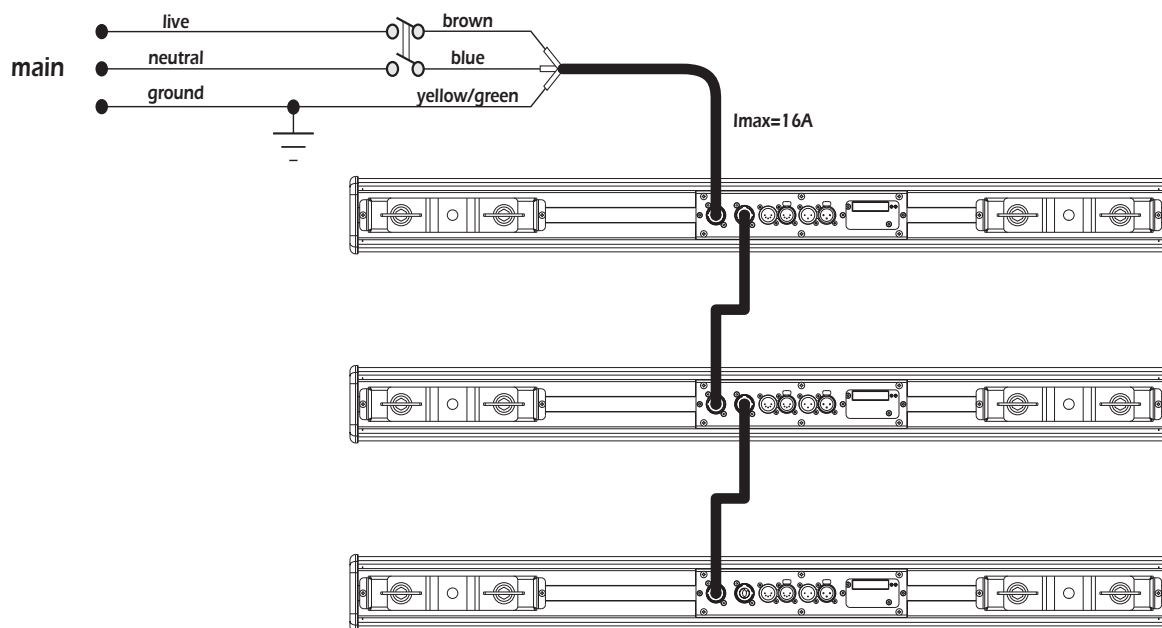 live
brown
main
neutral
blue
ground
yellow/green
Imax=16A